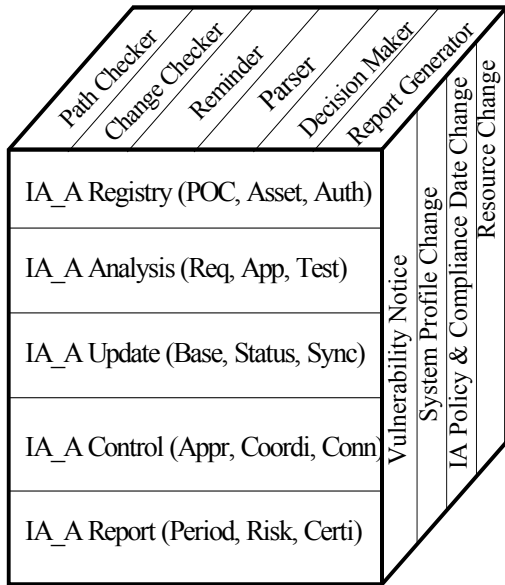 Path Checker
Change Checker
Reminder
Parser
Decision Maker
Report Generator
IA_A Registry (POC, Asset, Auth)
IA_A Analysis (Req, App, Test)
IA_A Update (Base, Status, Sync)
IA_A Control (Appr, Coordi, Conn)
IA_A Report (Period, Risk, Certi)
Vulnerability Notice
System Profile Change
IA Policy & Compliance Date Change
Resource Change